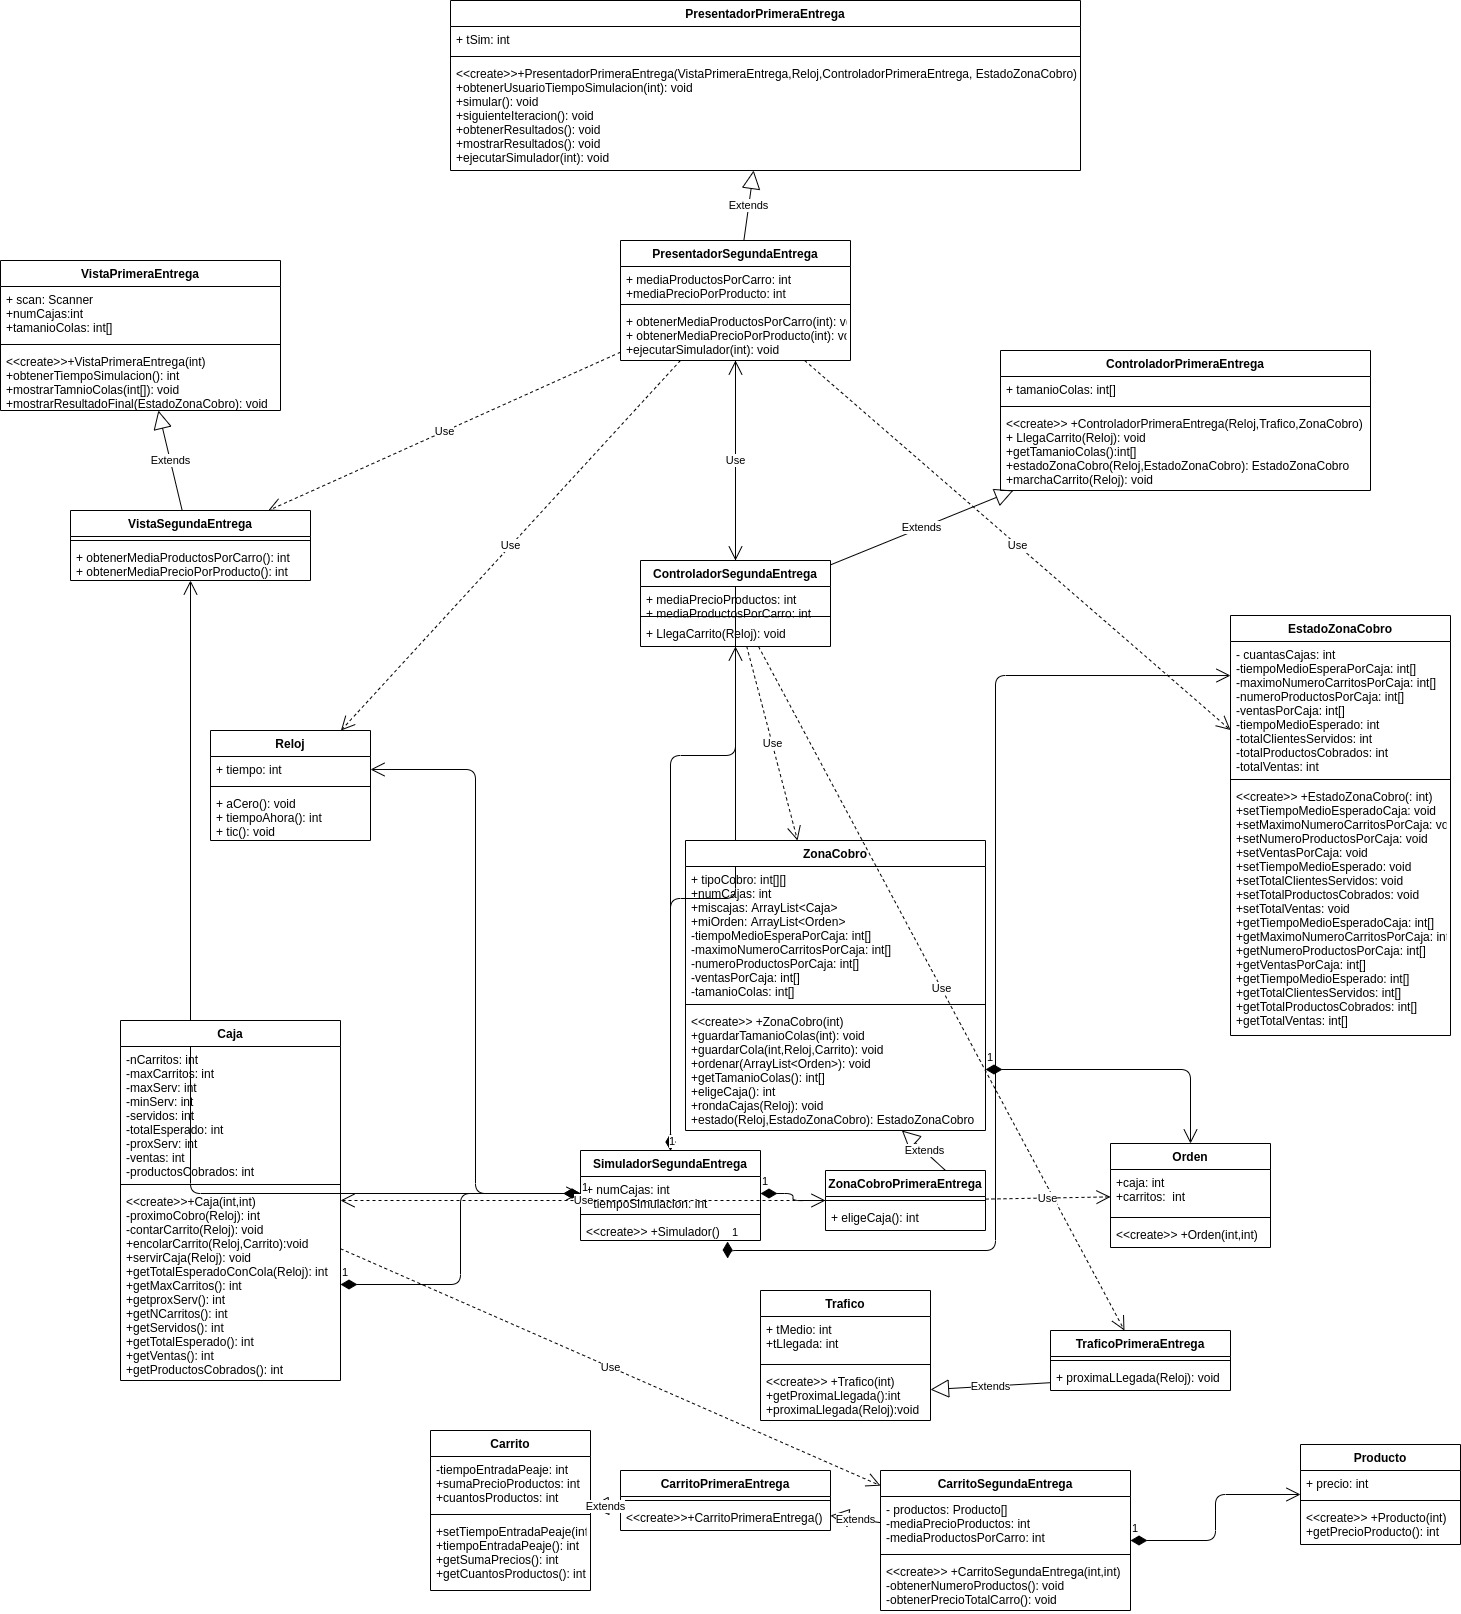 PresentadorPrimeraEntrega
+ tSim: int
<<create>>+PresentadorPrimeraEntrega(VistaPrimeraEntrega,Reloj,ControladorPrimeraEntrega, EstadoZonaCobro)
+obtenerUsuarioTiempoSimulacion(int): void
+simular(): void
+siguienteIteracion(): void
+obtenerResultados(): void
+mostrarResultados(): void
+ejecutarSimulador(int): void
Extends
PresentadorSegundaEntrega
+ mediaProductosPorCarro: int
+mediaPrecioPorProducto: int
+ obtenerMediaProductosPorCarro(int): v
+ obtenerMediaPrecioPorProducto(int): vo
+ejecutarSimulador(int): void
VistaPrimeraEntrega
+ scan: Scanner
+numCajas:int
+tamanioColas: int[]
<<create>>+VistaPrimeraEntrega(int)
+obtenerTiempoSimulacion(): int
+mostrarTamnioColas(int[]): void
+mostrarResultadoFinal(EstadoZonaCobro): void
Extends
Use
Use
Use
Use
VistaSegundaEntrega
+ obtenerMediaProductosPorCarro(): int
+ obtenerMediaPrecioPorProducto(): int
ControladorPrimeraEntrega
+ tamanioColas: int[]
<<create>> +ControladorPrimeraEntrega(Reloj,Trafico,ZonaCobro)
+ LlegaCarrito(Reloj): void
+getTamanioColas():int[]
+estadoZonaCobro(Reloj,EstadoZonaCobro): EstadoZonaCobro
+marchaCarrito(Reloj): void
Extends
ControladorSegundaEntrega
+ mediaPrecioProductos: int
+ mediaProductosPorCarro: int
+ LlegaCarrito(Reloj): void
EstadoZonaCobro
- cuantasCajas: int
-tiempoMedioEsperaPorCaja: int[]
-maximoNumeroCarritosPorCaja: int[]
-numeroProductosPorCaja: int[]
-ventasPorCaja: int[]
-tiempoMedioEsperado: int
-totalClientesServidos: int
-totalProductosCobrados: int
-totalVentas: int
<<create>> +EstadoZonaCobro(: int)
+setTiempoMedioEsperadoCaja: void
+setMaximoNumeroCarritosPorCaja: vo
+setNumeroProductosPorCaja: void
+setVentasPorCaja: void
+setTiempoMedioEsperado: void
+setTotalClientesServidos: void
+setTotalProductosCobrados: void
+setTotalVentas: void
+getTiempoMedioEsperadoCaja: int[]
+getMaximoNumeroCarritosPorCaja: int
+getNumeroProductosPorCaja: int[]
+getVentasPorCaja: int[]
+getTiempoMedioEsperado: int[]
+getTotalClientesServidos: int[]
+getTotalProductosCobrados: int[]
+getTotalVentas: int[]
Reloj
+ tiempo: int
+ aCero(): void
+ tiempoAhora(): int
+ tic(): void
Use
Use
ZonaCobro
+ tipoCobro: int[][]
+numCajas: int
+miscajas: ArrayList<Caja>
+miOrden: ArrayList<Orden>
-tiempoMedioEsperaPorCaja: int[]
-maximoNumeroCarritosPorCaja: int[]
-numeroProductosPorCaja: int[]
-ventasPorCaja: int[]
-tamanioColas: int[]
<<create>> +ZonaCobro(int)
+guardarTamanioColas(int): void
+guardarCola(int,Reloj,Carrito): void
+ordenar(ArrayList<Orden>): void
+getTamanioColas(): int[]
+eligeCaja(): int
+rondaCajas(Reloj): void
+estado(Reloj,EstadoZonaCobro): EstadoZonaCobro
1
Caja
-nCarritos: int
-maxCarritos: int
-maxServ: int
-minServ: int
-servidos: int
-totalEsperado: int
-proxServ: int
-ventas: int
-productosCobrados: int
<<create>>+Caja(int,int)
-proximoCobro(Reloj): int
-contarCarrito(Reloj): void
+encolarCarrito(Reloj,Carrito):void
+servirCaja(Reloj): void
+getTotalEsperadoConCola(Reloj): int
+getMaxCarritos(): int
+getproxServ(): int
+getNCarritos(): int
+getServidos(): int
+getTotalEsperado(): int
+getVentas(): int
+getProductosCobrados(): int
1
1
SimuladorSegundaEntrega
+ numCajas: int
+tiempoSimulacion: int
<<create>> +Simulador()
1
Use
1
1
Extends
ZonaCobroPrimeraEntrega
+ eligeCaja(): int
Use
Orden
+caja: int
+carritos:  int
<<create>> +Orden(int,int)
Trafico
+ tMedio: int
+tLlegada: int
<<create>> +Trafico(int)
+getProximaLlegada():int
+proximaLlegada(Reloj):void
Extends
TraficoPrimeraEntrega
+ proximaLLegada(Reloj): void
Use
Carrito
-tiempoEntradaPeaje: int
+sumaPrecioProductos: int
+cuantosProductos: int
+setTiempoEntradaPeaje(int
+tiempoEntradaPeaje(): int
+getSumaPrecios(): int
+getCuantosProductos(): int
Extends
CarritoPrimeraEntrega
<<create>>+CarritoPrimeraEntrega()
Extends
CarritoSegundaEntrega
- productos: Producto[]
-mediaPrecioProductos: int
-mediaProductosPorCarro: int
<<create>> +CarritoSegundaEntrega(int,int)
-obtenerNumeroProductos(): void
-obtenerPrecioTotalCarro(): void
1
Producto
+ precio: int
<<create>> +Producto(int)
+getPrecioProducto(): int